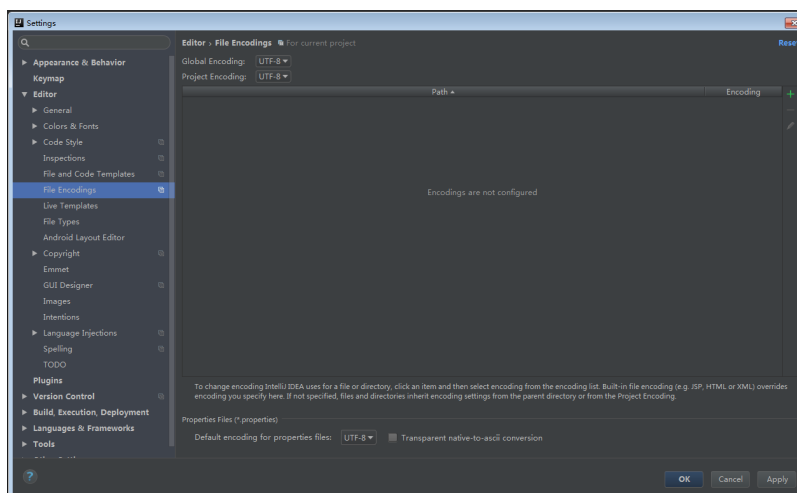 Settings
Editor › File Encodings For current project
Rese
Appearance & Behavior
Keymap
Editor
General
Colors & Fonts
Code Style
Inspections
File and Code Templates
File Encodings
Live Templates
File Types
Android Layout Editor
Copyright
Emmet
GUI Designer
Images
Intentions
Language Injections
Spelling
TODO
Plugins
Version Control
Build, Execution, Deployment
Languages & Frameworks
Tools
Global Encoding: UTF-8
Project Encoding: UTF-8
Path Encoding
Encodings are not configured
To change encoding IntelliJ IDEA uses for a file or directory, click an item and then select encoding from the encoding list. Built-in file encoding (e.g. JSP, HTML or XML) overrides
encoding you specify here. If not specified, files and directories inherit encoding settings from the parent directory or from the Project Encoding.
Properties Files (*.properties)
Default encoding for properties files: UTF-8 Transparent native-to-ascii conversion
?
OK Cancel Apply